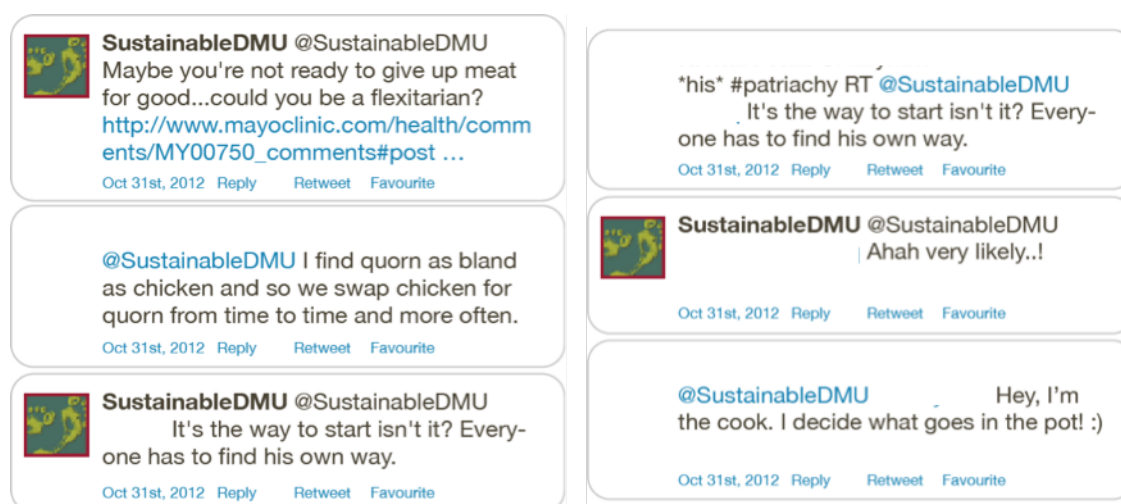 SustainableDMU @SustainableDMU
Maybe you're not ready to give up meat
for good...could you be a flexitarian?
http://www.mayoclinic.com/health/comm
ents/MY00750_comments#post ...
Oct 31st, 2012 Reply Retweet Favourite
@SustainableDMU I find quorn as bland
as chicken and so we swap chicken for
quorn from time to time and more often.
Oct 31st, 2012 Reply Retweet Favourite
SustainableDMU @SustainableDMU
It's the way to start isn't it? Every-
one has to find his own way.
Oct 31st, 2012 Reply Retweet Favourite
*his* #patriachy RT @SustainableDMU
It's the way to start isn't it? Every-
one has to find his own way.
Oct 31st, 2012 Reply Retweet Favourite
SustainableDMU @SustainableDMU
Ahah very likely..!
Oct 31st, 2012 Reply Retweet Favourite
@SustainableDMU Hey, I'm
the cook. I decide what goes in the pot! :)
Oct 31st, 2012 Reply Retweet Favourite